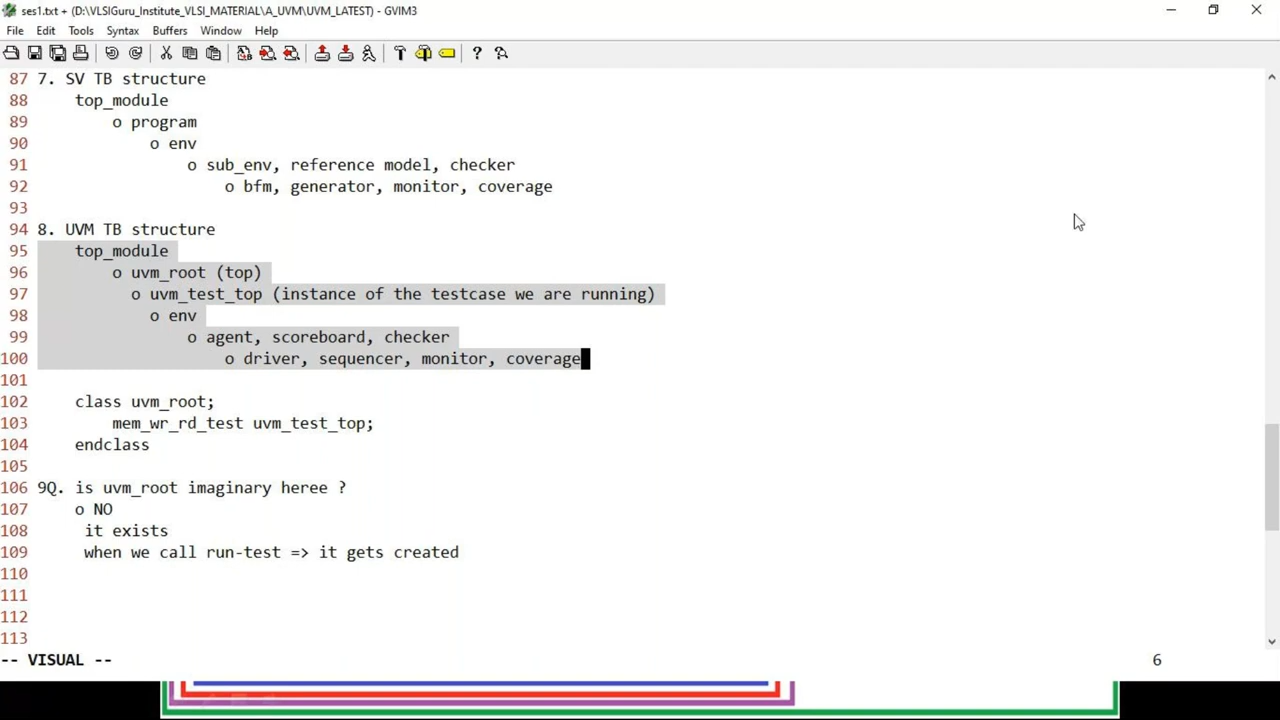 ses1.txt + (D:\VLSIGuru_Institute_VLSI_MATERIAL\A_UVM\UVM_LATEST) - GVIM3
File Edit Tools Syntax Buffers Window Help
87 7. SV TB structure
88 top_module
89 o program
90 o env
91 o sub_env, reference model, checker
92 o bfm, generator, monitor, coverage
93
94 8. UVM TB structure
95 top_module
96 o uvm_root (top)
97 o uvm_test_top (instance of the testcase we are running)
98 o env
99 o agent, scoreboard, checker
100 o driver, sequencer, monitor, coverage
101
102 class uvm_root;
103 mem_wr_rd_test uvm_test_top;
104 endclass
105
106 9Q. is uvm_root imaginary heree ?
107 o NO
108 it exists
109 when we call run-test => it gets created
110
111
112
113
-- VISUAL -- 6